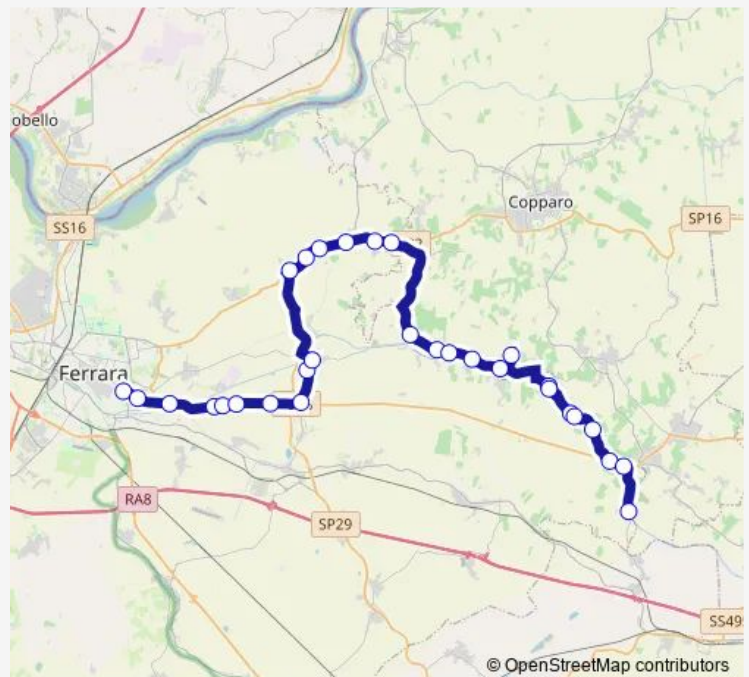 obello
Copparo
SP16
SS16
Ferrara
RA8
SP29
SS495
© OpenStreetMap contributors